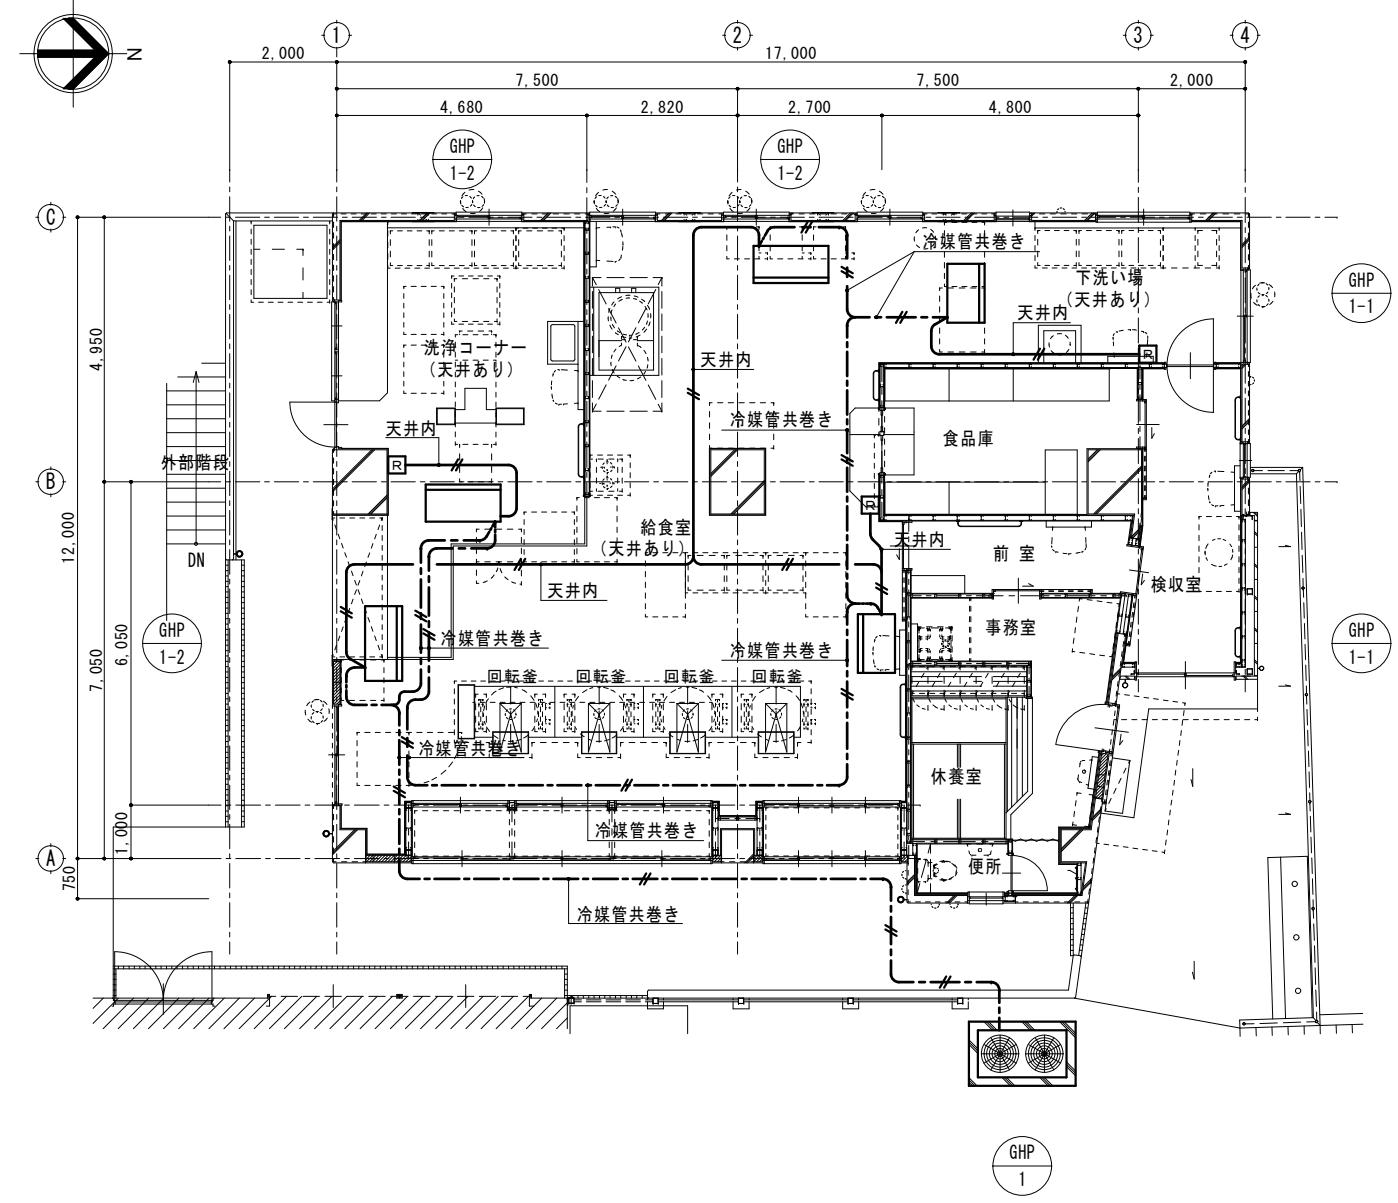 1
2
3
4
N
2,000
17,000
7,500
7,500
2,000
4,680
2,820
2,700
4,800
GHP
1-2
GHP
1-2
C
冷媒管共巻き
下洗い場
(天井あり)
GHP
1-1
天井内
4,950
洗浄コーナー
(天井あり)
天井内
R
冷媒管共巻き
天井内
食品庫
外部階段
R
B
R
12,000
給食室
(天井あり)
天井内
前 室
DN
検収室
天井内
GHP
1-2
6,050
7,050
冷媒管共巻き
冷媒管共巻き
事務室
GHP
1-1
回転釜
回転釜
回転釜
回転釜
冷媒管共巻き
休養室
冷媒管共巻き
1,000
A
750
便所
冷媒管共巻き
GHP
1